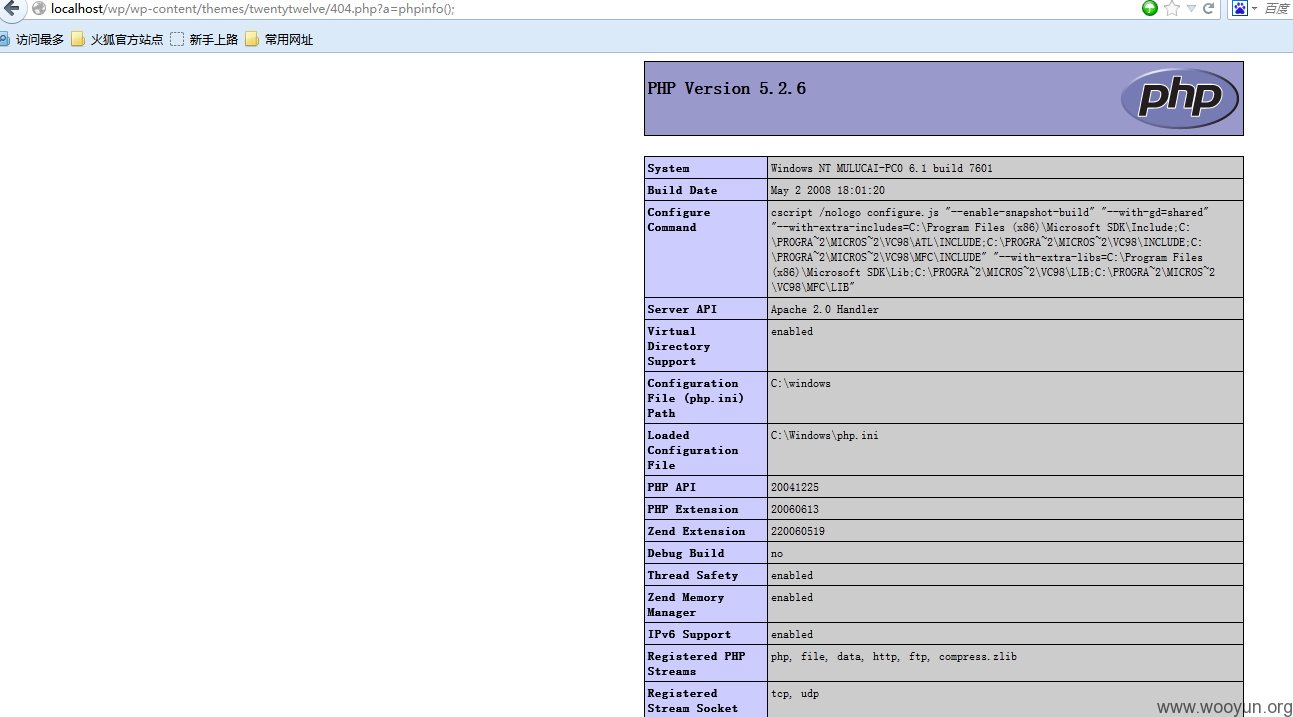 localhost/wp/wp-content/themes/twentytwelve/404.php?a=phpinfo();
百度
访问最多 火狐官方站点 新手上路 常用网址
PHP Version 5.2.6
php
System Windows NT MULUCAI-PC0 6.1 build 7601
Build Date May 2 2008 18:01:20
Configure cscript /nologo configure.js "--enable-snapshot-build" "--with-gd=shared"
Command "--with-extra-includes=C:\Program Files (x86)\Microsoft SDK\Include;C:
\PROGRA~2\MICROS~2\VC98\ATL\INCLUDE;C:\PROGRA~2\MICROS~2\VC98\INCLUDE;C:
\PROGRA~2\MICROS~2\VC98\MFC\INCLUDE" "--with-extra-libs=C:\Program Files
(x86)\Microsoft SDK\Lib;C:\PROGRA~2\MICROS~2\VC98\LIB;C:\PROGRA~2\MICROS~2
\VC98\MFC\LIB"
Server API Apache 2.0 Handler
Virtual enabled
Directory
Support
Configuration C:\windows
File (php.ini)
Path
Loaded C:\Windows\php.ini
Configuration
File
PHP API 20041225
PHP Extension 20060613
Zend Extension 220060519
Debug Build no
Thread Safety enabled
Zend Memory enabled
Manager
IPv6 Support enabled
Registered PHP php, file, data, http, ftp, compress.zlib
Streams
Registered tcp, udp
Stream Socket
www.wooyun.org